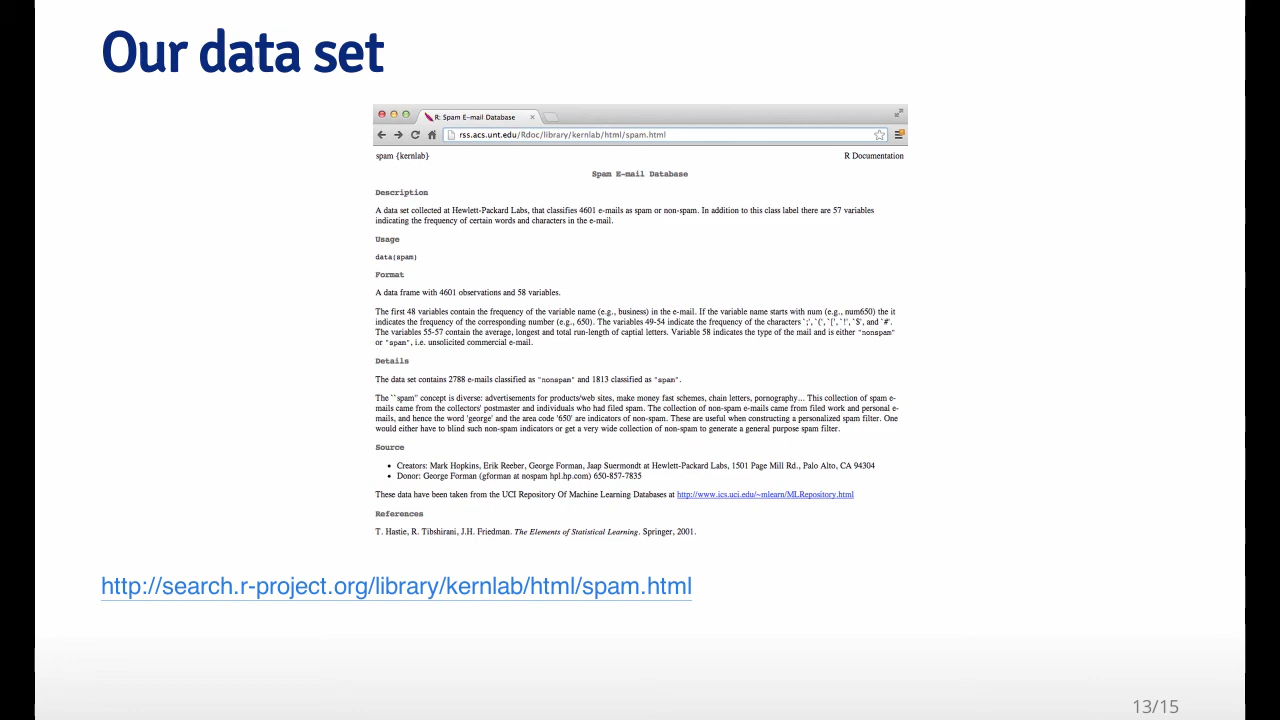 Our data set
R: Spam E-mail Database
rss.acs.unt.edu/Rdoc/library/kernlab/html/spam.html
spam {kernlab} R Documentation
Spam E-mail Database
Description
A data set collected at Hewlett-Packard Labs, that classifies 4601 e-mails as spam or non-spam. In addition to this class label there are 57 variables
indicating the frequency of certain words and characters in the e-mail.
Usage
data(spam)
Format
A data frame with 4601 observations and 58 variables.
The first 48 variables contain the frequency of the variable name (e.g., business) in the e-mail. If the variable name starts with num (e.g., num650) the it
indicates the frequency of the corresponding number (e.g., 650). The variables 49-54 indicate the frequency of the characters `;', `(', `[', `!', `$', and `#'.
The variables 55-57 contain the average, longest and total run-length of captial letters. Variable 58 indicates the type of the mail and is either "nonspam"
or "spam", i.e. unsolicited commercial e-mail.
Details
The data set contains 2788 e-mails classified as "nonspam" and 1813 classified as "spam".
The ``spam'' concept is diverse: advertisements for products/web sites, make money fast schemes, chain letters, pornography... This collection of spam e-
mails came from the collectors' postmaster and individuals who had filed spam. The collection of non-spam e-mails came from filed work and personal e-
mails, and hence the word 'george' and the area code '650' are indicators of non-spam. These are useful when constructing a personalized spam filter. One
would either have to blind such non-spam indicators or get a very wide collection of non-spam to generate a general purpose spam filter.
Source
• Creators: Mark Hopkins, Erik Reeber, George Forman, Jaap Suermondt at Hewlett-Packard Labs, 1501 Page Mill Rd., Palo Alto, CA 94304
• Donor: George Forman (gforman at nospam hpl.hp.com) 650-857-7835
These data have been taken from the UCI Repository Of Machine Learning Databases at http://www.ics.uci.edu/~mlearn/MLRepository.html
References
T. Hastie, R. Tibshirani, J.H. Friedman. The Elements of Statistical Learning. Springer, 2001.
http://search.r-project.org/library/kernlab/html/spam.html
13/15